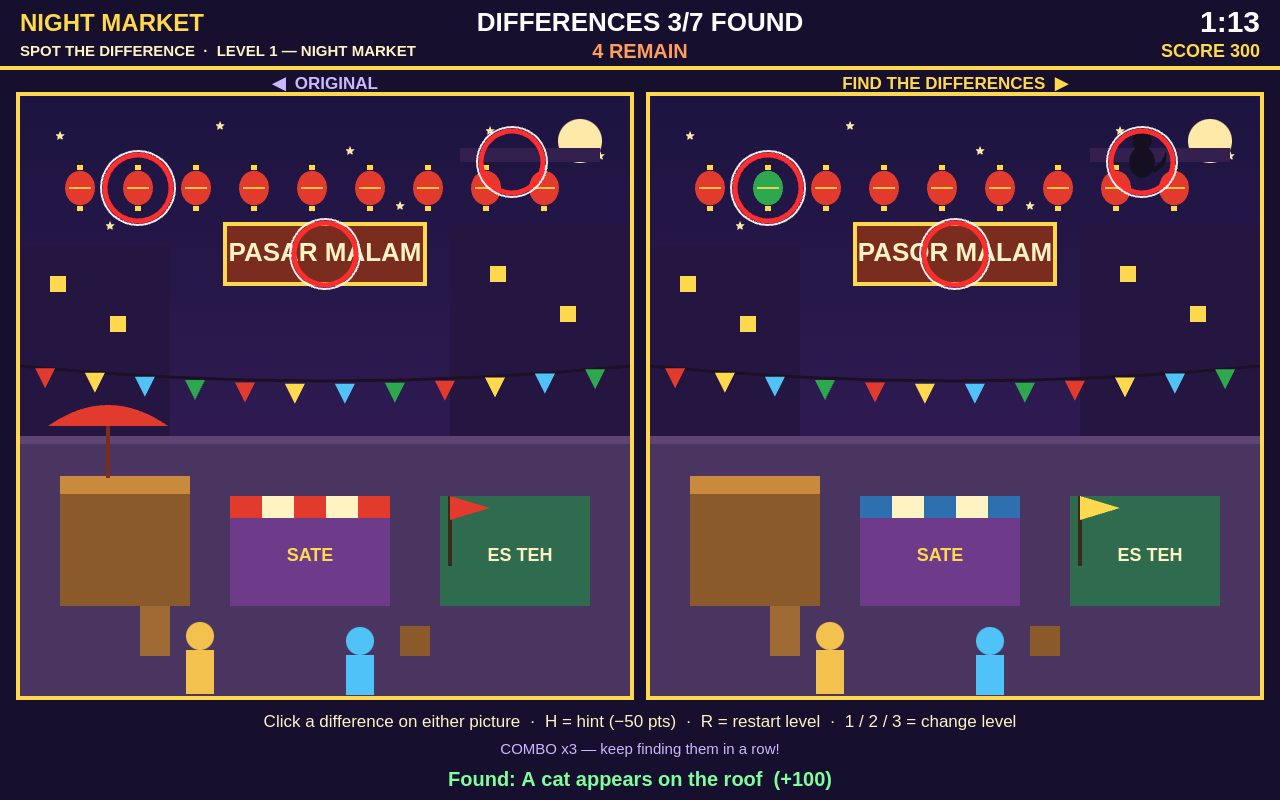 NIGHT MARKET
DIFFERENCES 3/7 FOUND
1:13
SPOT THE DIFFERENCE · LEVEL 1 — NIGHT MARKET
4 REMAIN
SCORE 300
◀ ORIGINAL
FIND THE DIFFERENCES ▶
PASAR MALAM
PASOR MALAM
SATE
ES TEH
SATE
ES TEH
Click a difference on either picture · H = hint (−50 pts) · R = restart level · 1 / 2 / 3 = change level
COMBO x3 — keep finding them in a row!
Found: A cat appears on the roof (+100)